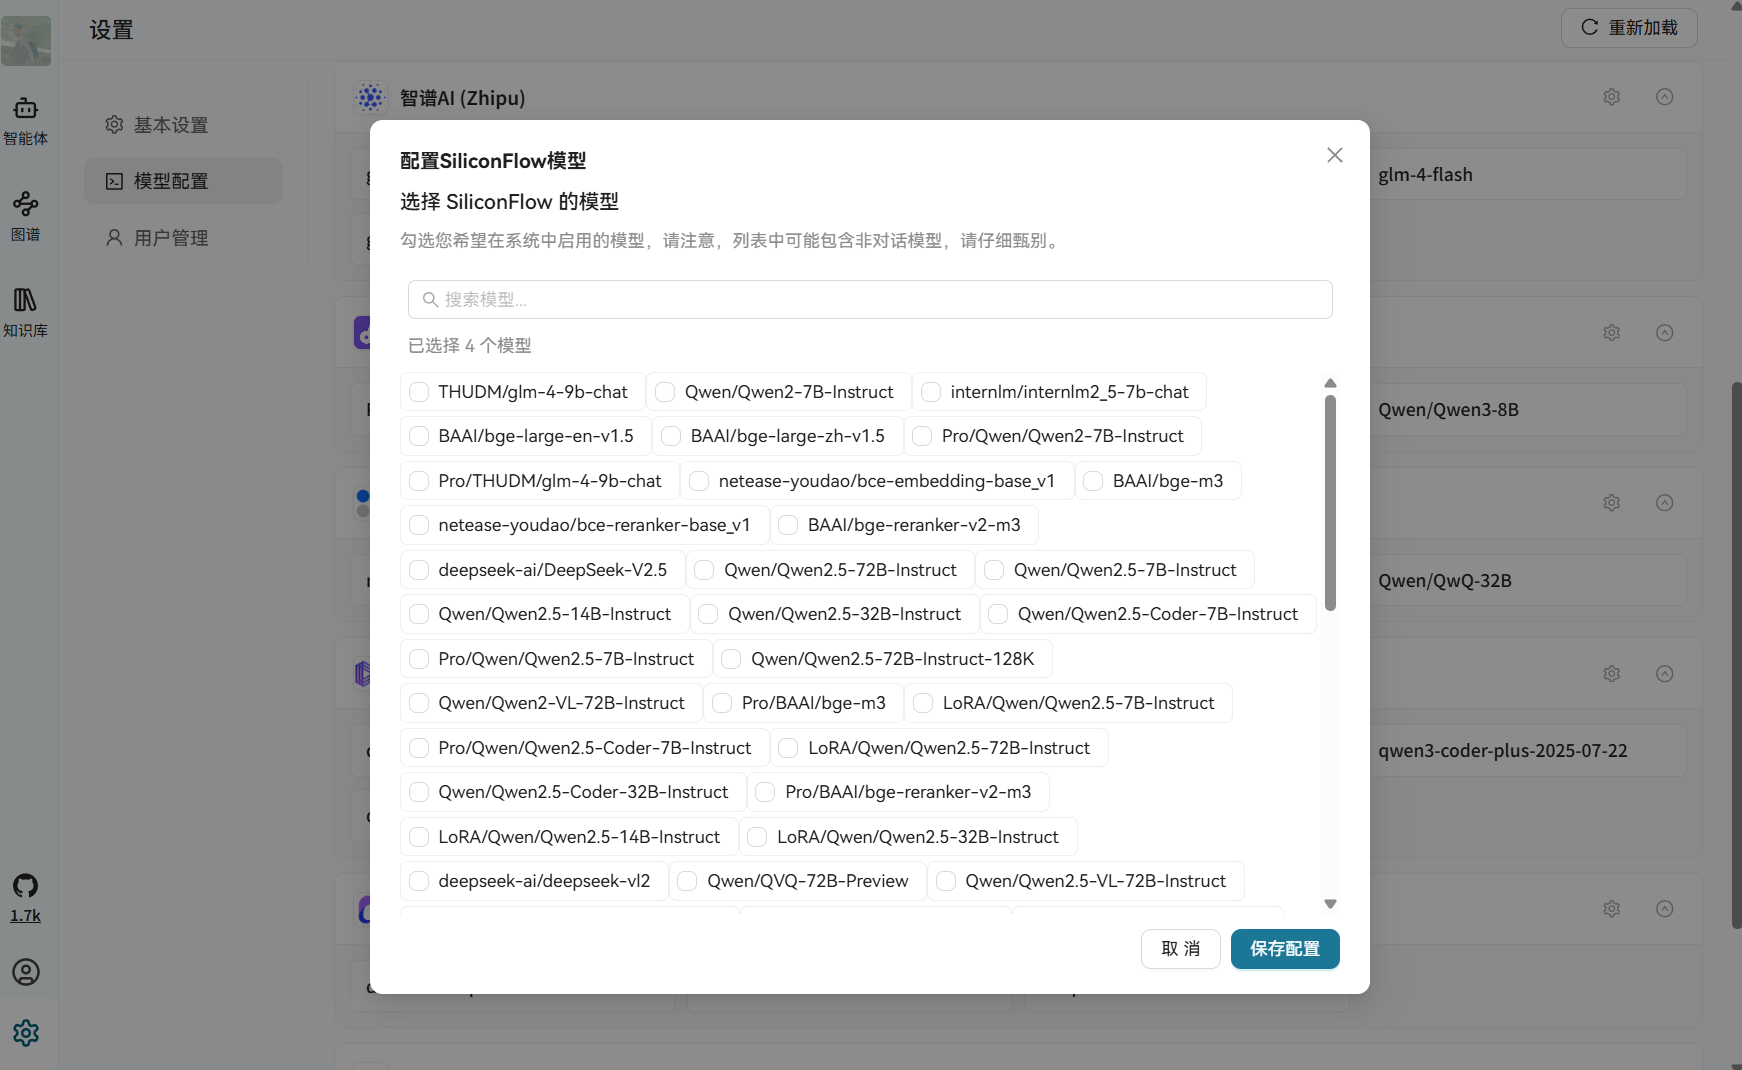 设置
重新加载
智能体
图谱
知识库
1.7k
基本设置
模型配置
用户管理
智谱AI (Zhipu)
glm-4-flash
Qwen/Qwen3-8B
Qwen/QwQ-32B
qwen3-coder-plus-2025-07-22
配置SiliconFlow模型
选择 SiliconFlow 的模型
勾选您希望在系统中启用的模型，请注意，列表中可能包含非对话模型，请仔细甄别。
搜索模型...
已选择 4 个模型
THUDM/glm-4-9b-chat Qwen/Qwen2-7B-Instruct internlm/internlm2_5-7b-chat
BAAI/bge-large-en-v1.5 BAAI/bge-large-zh-v1.5 Pro/Qwen/Qwen2-7B-Instruct
Pro/THUDM/glm-4-9b-chat netease-youdao/bce-embedding-base_v1 BAAI/bge-m3
netease-youdao/bce-reranker-base_v1 BAAI/bge-reranker-v2-m3
deepseek-ai/DeepSeek-V2.5 Qwen/Qwen2.5-72B-Instruct Qwen/Qwen2.5-7B-Instruct
Qwen/Qwen2.5-14B-Instruct Qwen/Qwen2.5-32B-Instruct Qwen/Qwen2.5-Coder-7B-Instruct
Pro/Qwen/Qwen2.5-7B-Instruct Qwen/Qwen2.5-72B-Instruct-128K
Qwen/Qwen2-VL-72B-Instruct Pro/BAAI/bge-m3 LoRA/Qwen/Qwen2.5-7B-Instruct
Pro/Qwen/Qwen2.5-Coder-7B-Instruct LoRA/Qwen/Qwen2.5-72B-Instruct
Qwen/Qwen2.5-Coder-32B-Instruct Pro/BAAI/bge-reranker-v2-m3
LoRA/Qwen/Qwen2.5-14B-Instruct LoRA/Qwen/Qwen2.5-32B-Instruct
deepseek-ai/deepseek-vl2 Qwen/QVQ-72B-Preview Qwen/Qwen2.5-VL-72B-Instruct
取 消
保存配置